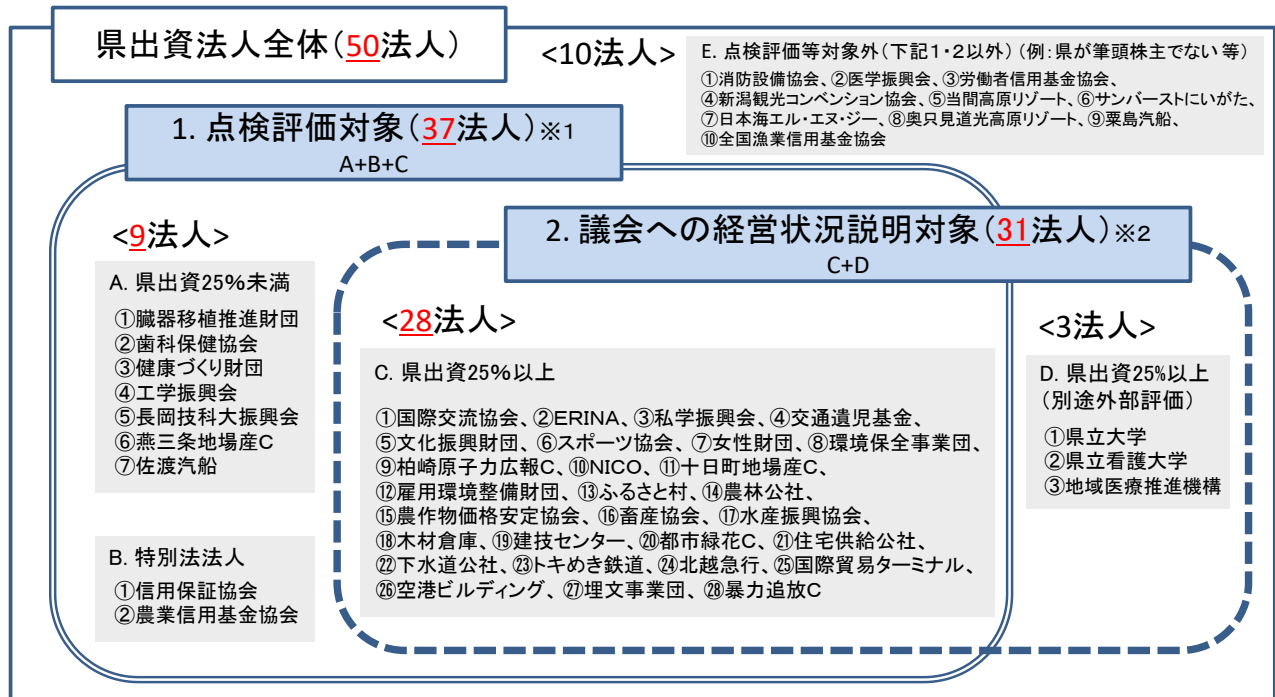 県出資法人全体(50法人)
<10法人>
E. 点検評価等対象外(下記1・2以外) (例:県が筆頭株主でない 等)
①消防設備協会、②医学振興会、③労働者信用基金協会、
④新潟観光コンベンション協会、⑤当間高原リゾート、⑥サンバーストにいがた、
⑦日本海エル・エヌ・ジー、⑧奥只見道光高原リゾート、⑨粟島汽船、
⑩全国漁業信用基金協会
1. 点検評価対象(37法人)※1
A+B+C
<9法人>
A. 県出資25%未満
①臓器移植推進財団
②歯科保健協会
③健康づくり財団
④工学振興会
⑤長岡技科大振興会
⑥燕三条地場産C
⑦佐渡汽船
B. 特別法法人
①信用保証協会
②農業信用基金協会
2. 議会への経営状況説明対象(31法人)※2
C+D
<28法人>
C. 県出資25%以上
①国際交流協会、②ERINA、③私学振興会、④交通遺児基金、
⑤文化振興財団、⑥スポーツ協会、⑦女性財団、⑧環境保全事業団、
⑨柏崎原子力広報C、⑩NICO、⑪十日町地場産C、
⑫雇用環境整備財団、⑬ふるさと村、⑭農林公社、
⑮農作物価格安定協会、⑯畜産協会、⑰水産振興協会、
⑱木材倉庫、⑲建技センター、⑳都市緑花C、㉑住宅供給公社、
㉒下水道公社、㉓トキめき鉄道、㉔北越急行、㉕国際貿易ターミナル、
㉖空港ビルディング、㉗埋文事業団、㉘暴力追放C
<3法人>
D. 県出資25%以上
(別途外部評価)
①県立大学
②県立看護大学
③地域医療推進機構